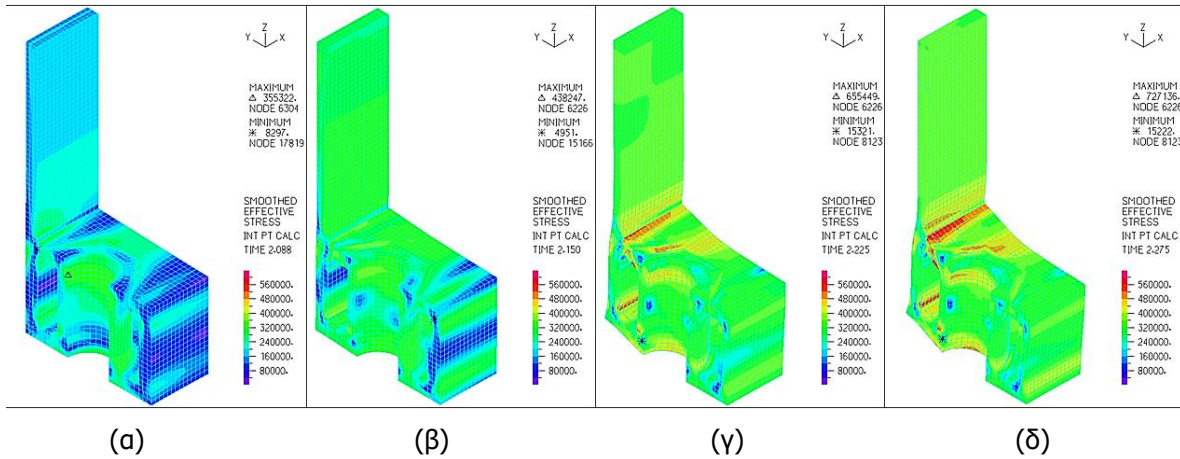 Z
Y X
MAXIMUM
△ 355322.
NODE 6304
MINIMUM
✳ 8297.
NODE 17819
SMOOTHED
EFFECTIVE
STRESS
INT PT CALC
TIME 2.088
560000.
480000.
400000.
320000.
240000.
160000.
80000.
(α)
Z
Y X
MAXIMUM
△ 438247.
NODE 6226
MINIMUM
✳ 4951.
NODE 15166
SMOOTHED
EFFECTIVE
STRESS
INT PT CALC
TIME 2.150
560000.
480000.
400000.
320000.
240000.
160000.
80000.
(β)
Z
Y X
MAXIMUM
△ 655449.
NODE 6226
MINIMUM
✳ 15321.
NODE 8123
SMOOTHED
EFFECTIVE
STRESS
INT PT CALC
TIME 2.225
560000.
480000.
400000.
320000.
240000.
160000.
80000.
(γ)
Z
Y X
MAXIMUM
△ 727136.
NODE 6226
MINIMUM
✳ 15222.
NODE 8123
SMOOTHED
EFFECTIVE
STRESS
INT PT CALC
TIME 2.275
560000.
480000.
400000.
320000.
240000.
160000.
80000.
(δ)